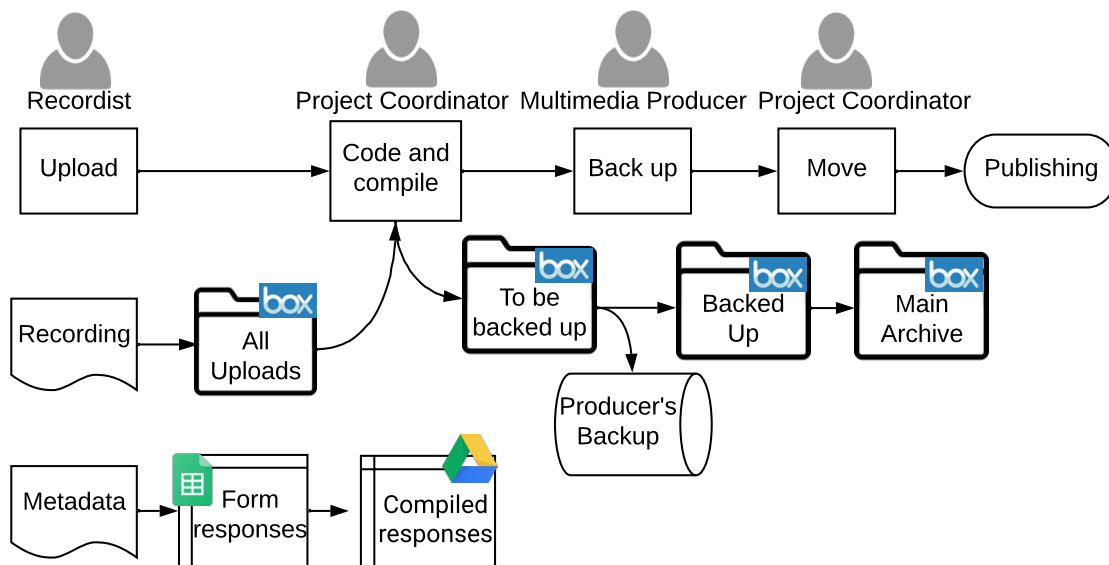 Recordist
Project Coordinator
Multimedia Producer
Project Coordinator
Upload
Code and
compile
Back up
Move
Publishing
Recording
box
All
Uploads
box
To be
backed up
box
Backed
Up
box
Main
Archive
Producer's
Backup
Metadata
Form
responses
Compiled
responses